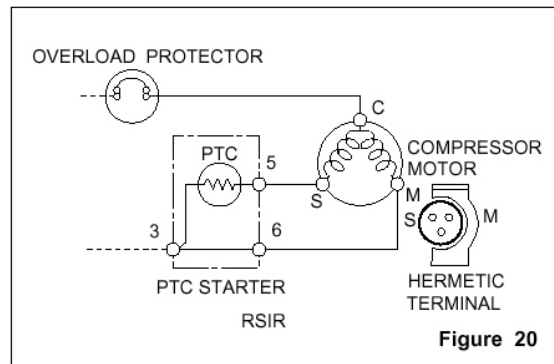 OVERLOAD PROTECTOR
C
PTC
5
COMPRESSOR
MOTOR
S
M
S
M
3
6
HERMETIC
TERMINAL
PTC STARTER
RSIR
Figure 20